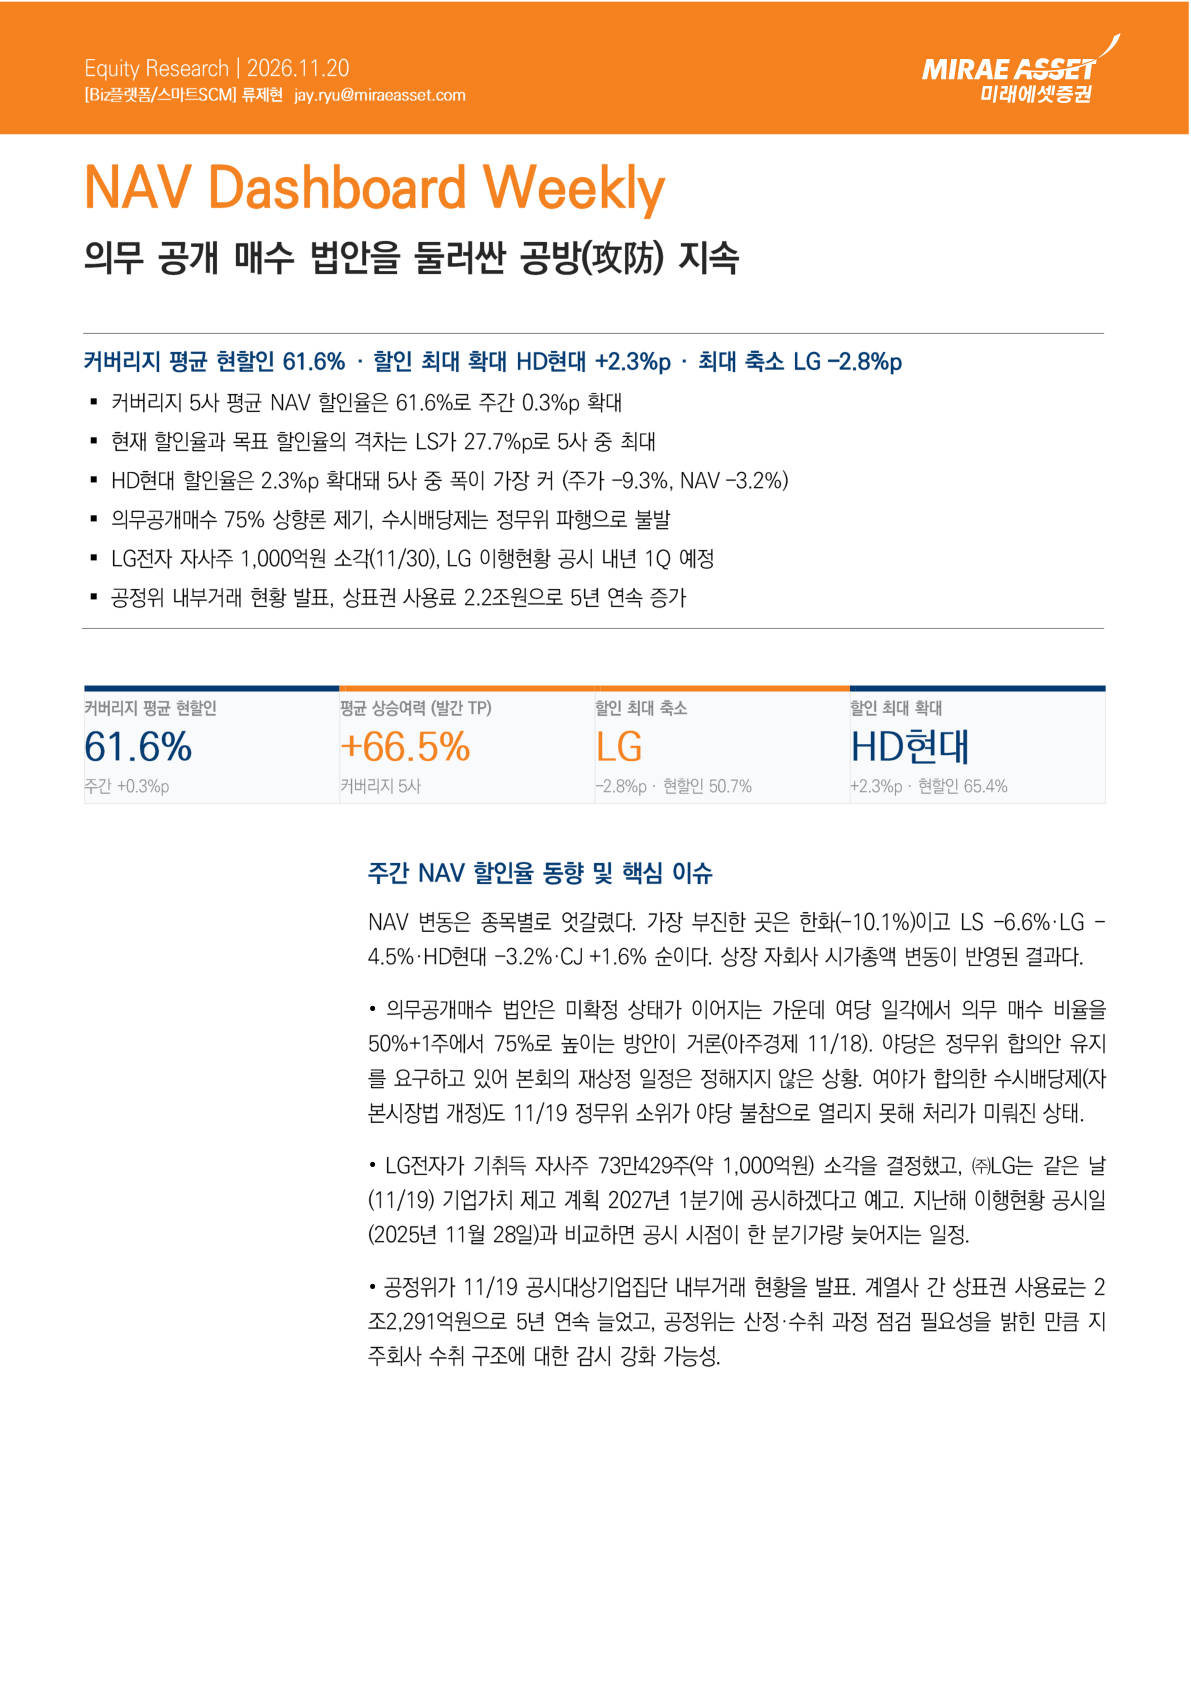 Equity Research | 2026.11.20
[Biz플랫폼/스마트SCM] 류제현 jay.ryu@miraeasset.com
MIRAE ASSET
미래에셋증권
NAV Dashboard Weekly
의무 공개 매수 법안을 둘러싼 공방(攻防) 지속
커버리지 평균 현할인 61.6% · 할인 최대 확대 HD현대 +2.3%p · 최대 축소 LG -2.8%p
▪ 커버리지 5사 평균 NAV 할인율은 61.6%로 주간 0.3%p 확대
▪ 현재 할인율과 목표 할인율의 격차는 LS가 27.7%p로 5사 중 최대
▪ HD현대 할인율은 2.3%p 확대돼 5사 중 폭이 가장 커 (주가 -9.3%, NAV -3.2%)
▪ 의무공개매수 75% 상향론 제기, 수시배당제는 정무위 파행으로 불발
▪ LG전자 자사주 1,000억원 소각(11/30), LG 이행현황 공시 내년 1Q 예정
▪ 공정위 내부거래 현황 발표, 상표권 사용료 2.2조원으로 5년 연속 증가
커버리지 평균 현할인
61.6%
주간 +0.3%p
평균 상승여력 (발간 TP)
+66.5%
커버리지 5사
할인 최대 축소
LG
-2.8%p · 현할인 50.7%
할인 최대 확대
HD현대
+2.3%p · 현할인 65.4%
주간 NAV 할인율 동향 및 핵심 이슈
NAV 변동은 종목별로 엇갈렸다. 가장 부진한 곳은 한화(-10.1%)이고 LS -6.6%·LG -
4.5%·HD현대 -3.2%·CJ +1.6% 순이다. 상장 자회사 시가총액 변동이 반영된 결과다.
• 의무공개매수 법안은 미확정 상태가 이어지는 가운데 여당 일각에서 의무 매수 비율을
50%+1주에서 75%로 높이는 방안이 거론(아주경제 11/18). 야당은 정무위 합의안 유지
를 요구하고 있어 본회의 재상정 일정은 정해지지 않은 상황. 여야가 합의한 수시배당제(자
본시장법 개정)도 11/19 정무위 소위가 야당 불참으로 열리지 못해 처리가 미뤄진 상태.
• LG전자가 기취득 자사주 73만429주(약 1,000억원) 소각을 결정했고, ㈜LG는 같은 날
(11/19) 기업가치 제고 계획 2027년 1분기에 공시하겠다고 예고. 지난해 이행현황 공시일
(2025년 11월 28일)과 비교하면 공시 시점이 한 분기가량 늦어지는 일정.
• 공정위가 11/19 공시대상기업집단 내부거래 현황을 발표. 계열사 간 상표권 사용료는 2
조2,291억원으로 5년 연속 늘었고, 공정위는 산정·수취 과정 점검 필요성을 밝힌 만큼 지
주회사 수취 구조에 대한 감시 강화 가능성.